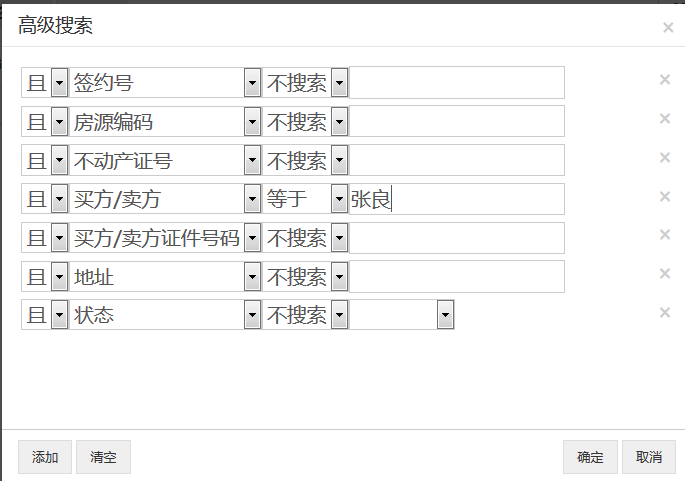 高级搜索 ×
且 签约号 不搜索 ×
且 房源编码 不搜索 ×
且 不动产证号 不搜索 ×
且 买方/卖方 等于 张良 ×
且 买方/卖方证件号码 不搜索 ×
且 地址 不搜索 ×
且 状态 不搜索 ×
添加 清空 确定 取消